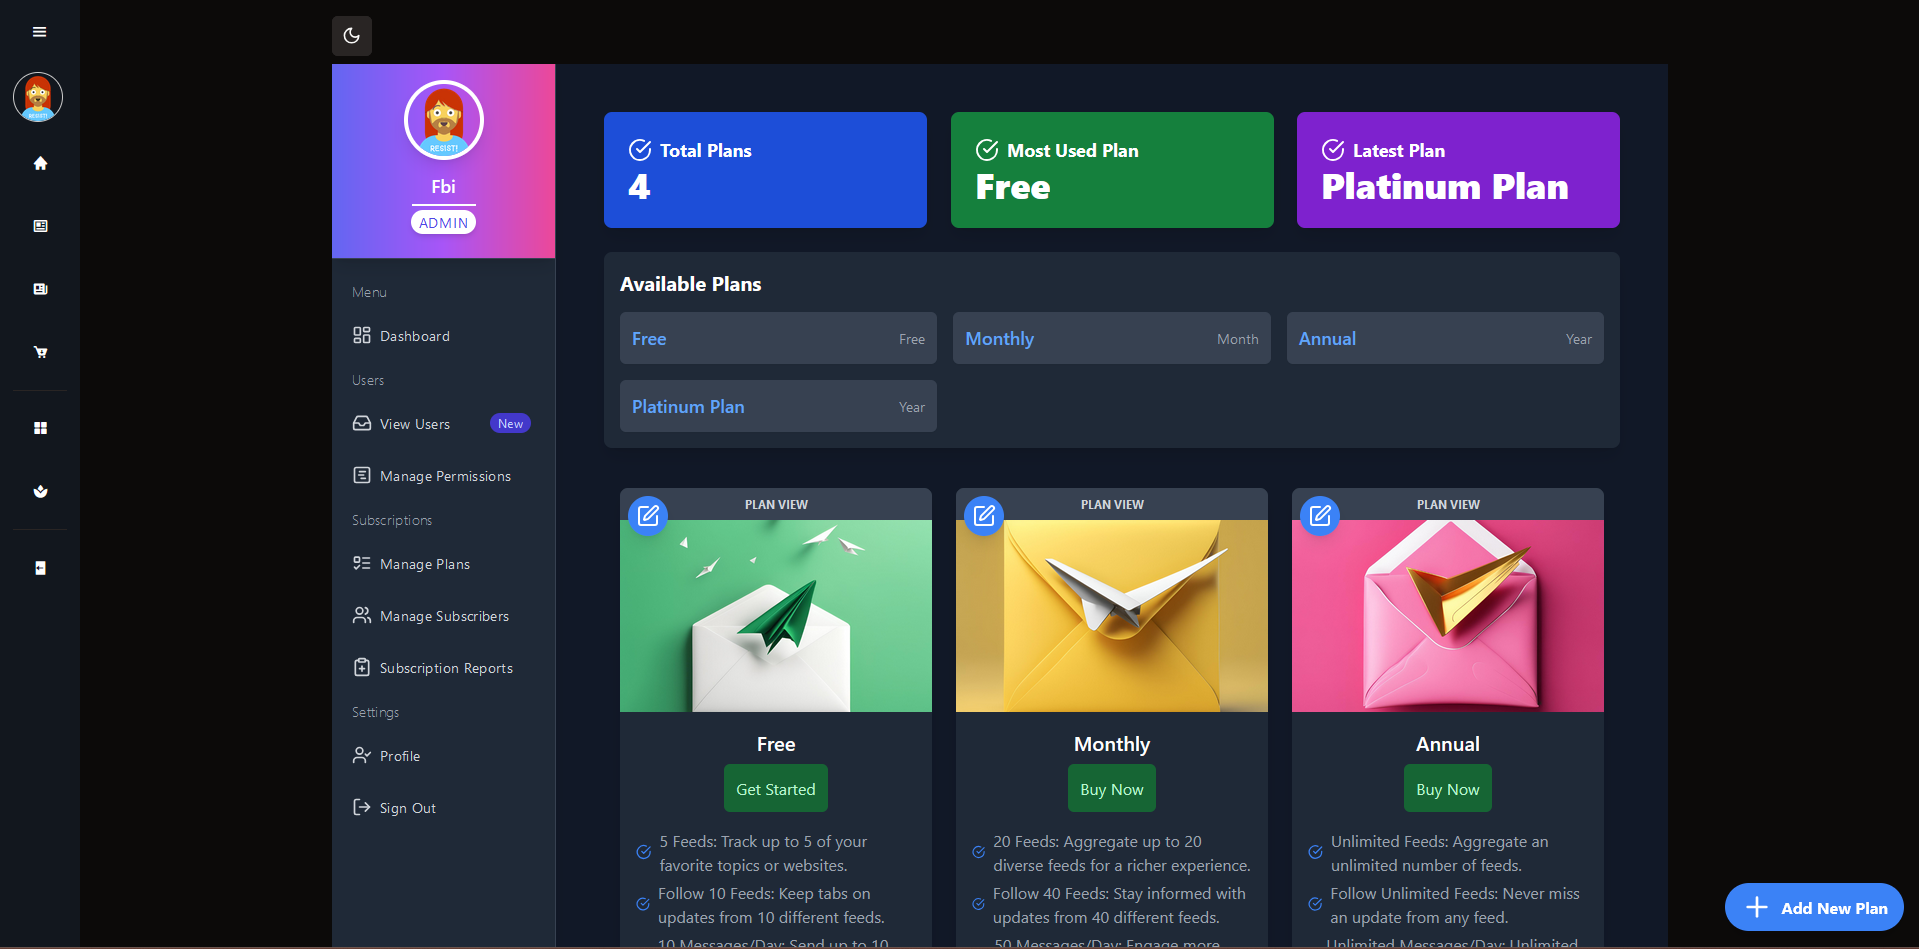 RESIST!
RESIST!
Fbi
ADMIN
Menu
Dashboard
Users
View Users New
Manage Permissions
Subscriptions
Manage Plans
Manage Subscribers
Subscription Reports
Settings
Profile
Sign Out
Total Plans
4
Most Used Plan
Free
Latest Plan
Platinum Plan
Available Plans
Free Free
Monthly Month
Annual Year
Platinum Plan Year
PLAN VIEW
Free
Get Started
5 Feeds: Track up to 5 of your
favorite topics or websites.
Follow 10 Feeds: Keep tabs on
updates from 10 different feeds.
10 Messages/Day: Send up to 10
PLAN VIEW
Monthly
Buy Now
20 Feeds: Aggregate up to 20
diverse feeds for a richer experience.
Follow 40 Feeds: Stay informed with
updates from 40 different feeds.
50 Messages/Day: Engage more
PLAN VIEW
Annual
Buy Now
Unlimited Feeds: Aggregate an
unlimited number of feeds.
Follow Unlimited Feeds: Never miss
an update from any feed.
Unlimited Messages/Day: Unlimited
Add New Plan